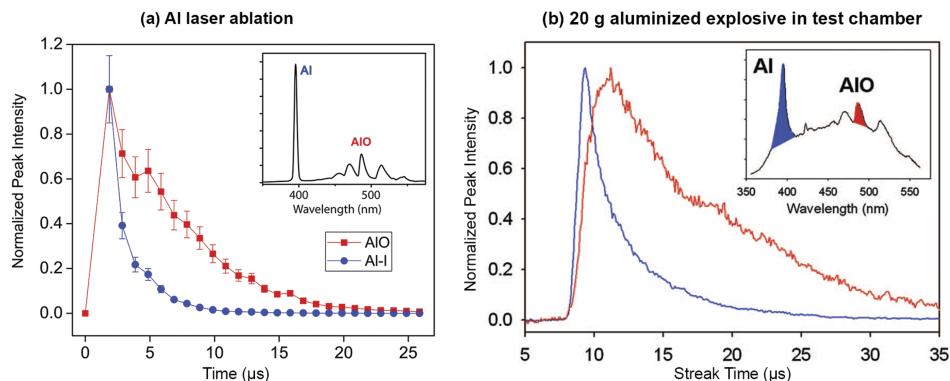 (a) Al laser ablation
1.2
1.0
0.8
0.6
0.4
0.2
0.0
Normalized Peak Intensity
0
5
10
15
20
25
Time (µs)
Al
AlO
400
500
Wavelength (nm)
AlO
Al-I
(b) 20 g aluminized explosive in test chamber
1.0
0.8
0.6
0.4
0.2
0.0
Normalized Peak Intensity
5
10
15
20
25
30
35
Streak Time (µs)
Al
AlO
350
400
450
500
550
Wavelength (nm)